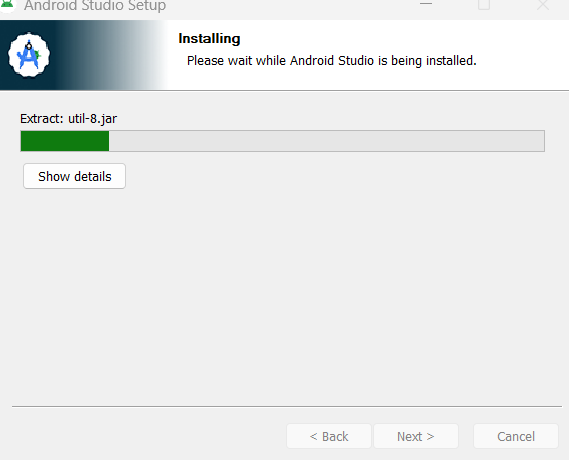 Android Studio Setup
Installing
Please wait while Android Studio is being installed.
Extract: util-8.jar
Show details
< Back
Next >
Cancel